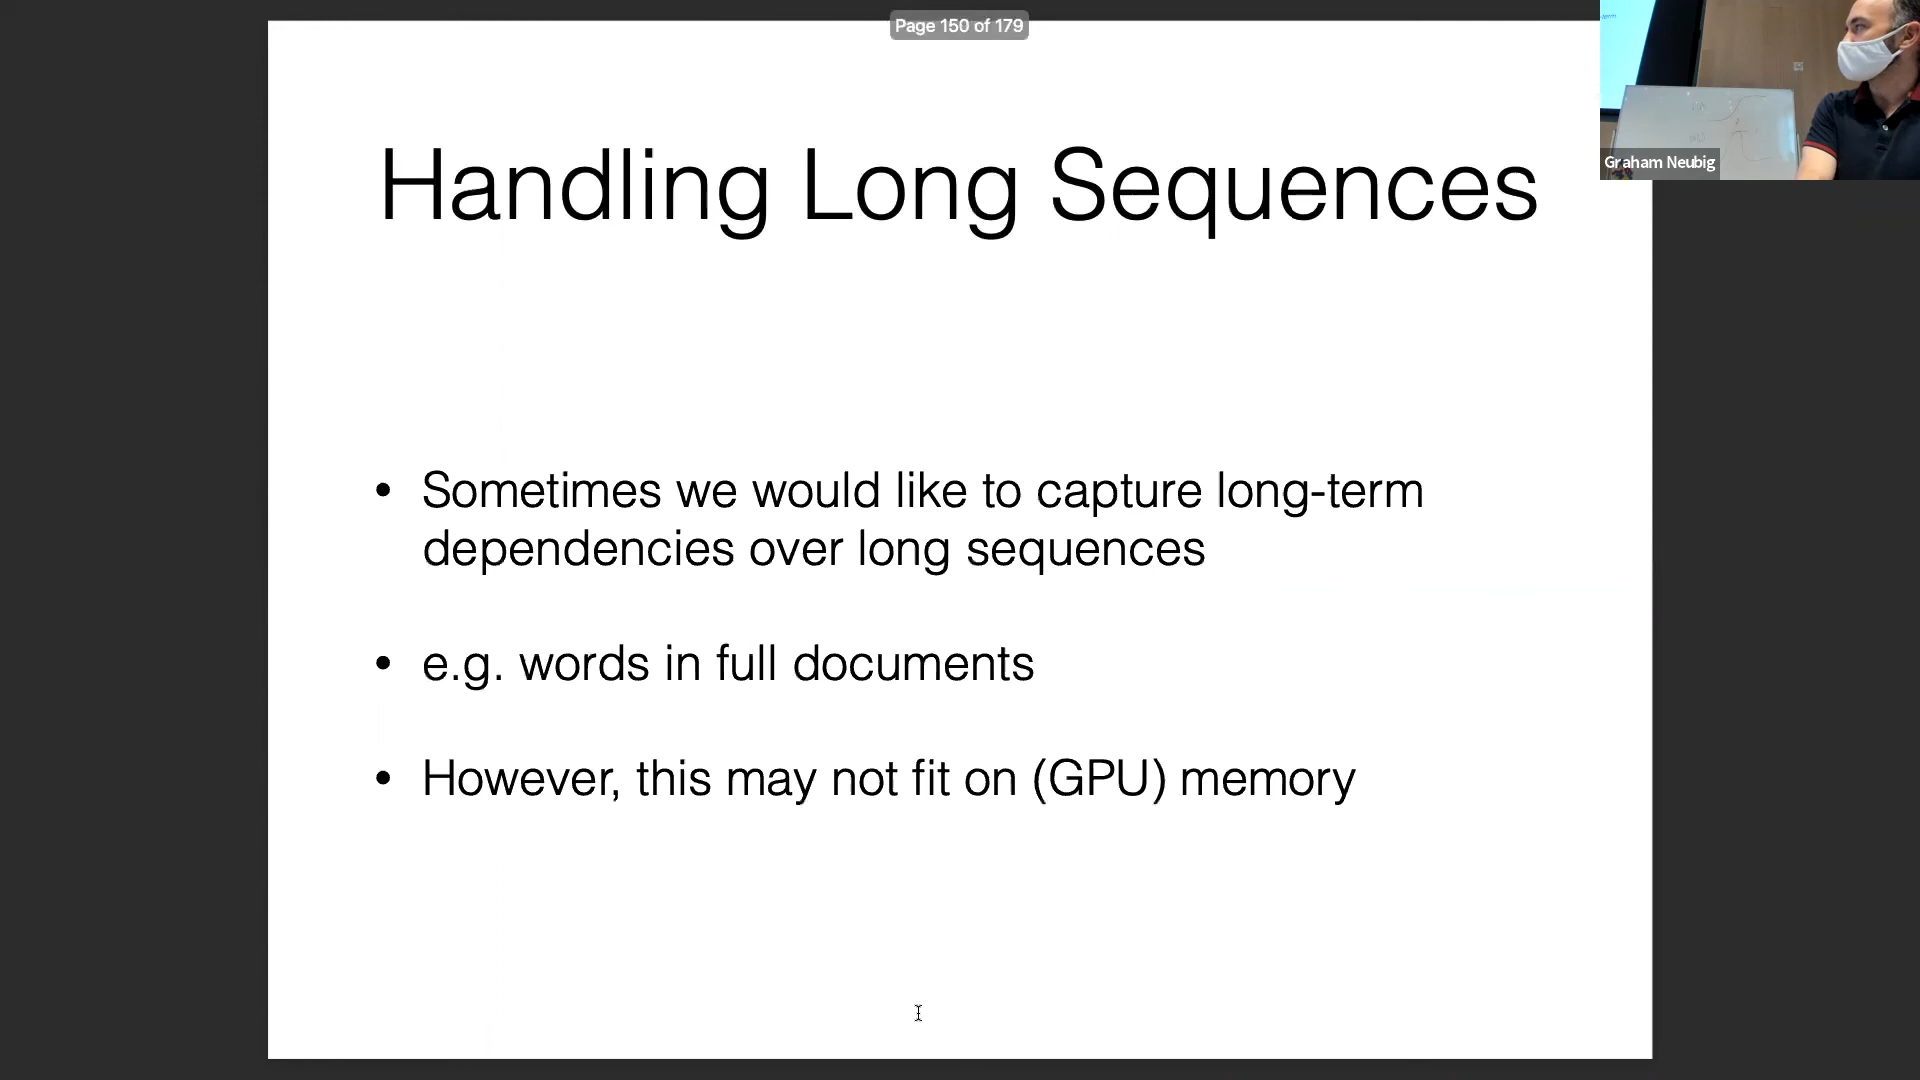 Page 150 of 179
Handling Long Sequences
Graham Neubig
• Sometimes we would like to capture long-term
dependencies over long sequences
• e.g. words in full documents
• However, this may not fit on (GPU) memory